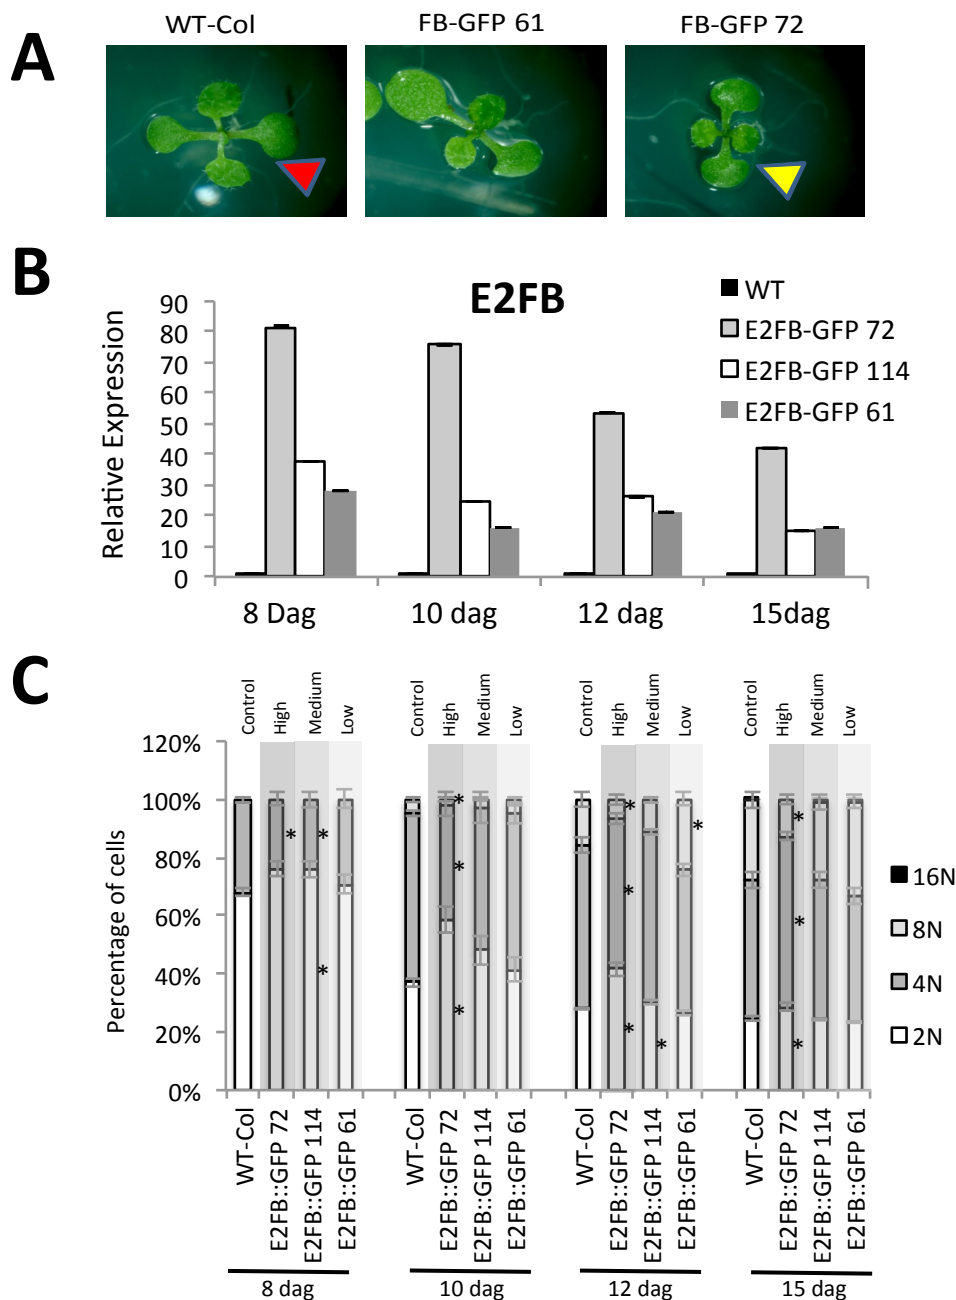 A
WT-Col
FB-GFP 61
FB-GFP 72
B
E2FB
Relative Expression
90
80
70
60
50
40
30
20
10
0
8 Dag
10 dag
12 dag
15dag
WT
E2FB-GFP 72
E2FB-GFP 114
E2FB-GFP 61
C
Control
High
Medium
Low
Control
High
Medium
Low
Control
High
Medium
Low
Control
High
Medium
Low
Percentage of cells
120%
100%
80%
60%
40%
20%
0%
* * *
* * *
* * * * *
* * *
16N
8N
4N
2N
WT-Col
E2FB::GFP 72
E2FB::GFP 114
E2FB::GFP 61
WT-Col
E2FB::GFP 72
E2FB::GFP 114
E2FB::GFP 61
WT-Col
E2FB::GFP 72
E2FB::GFP 114
E2FB::GFP 61
WT-Col
E2FB::GFP 72
E2FB::GFP 114
E2FB::GFP 61
8 dag
10 dag
12 dag
15 dag